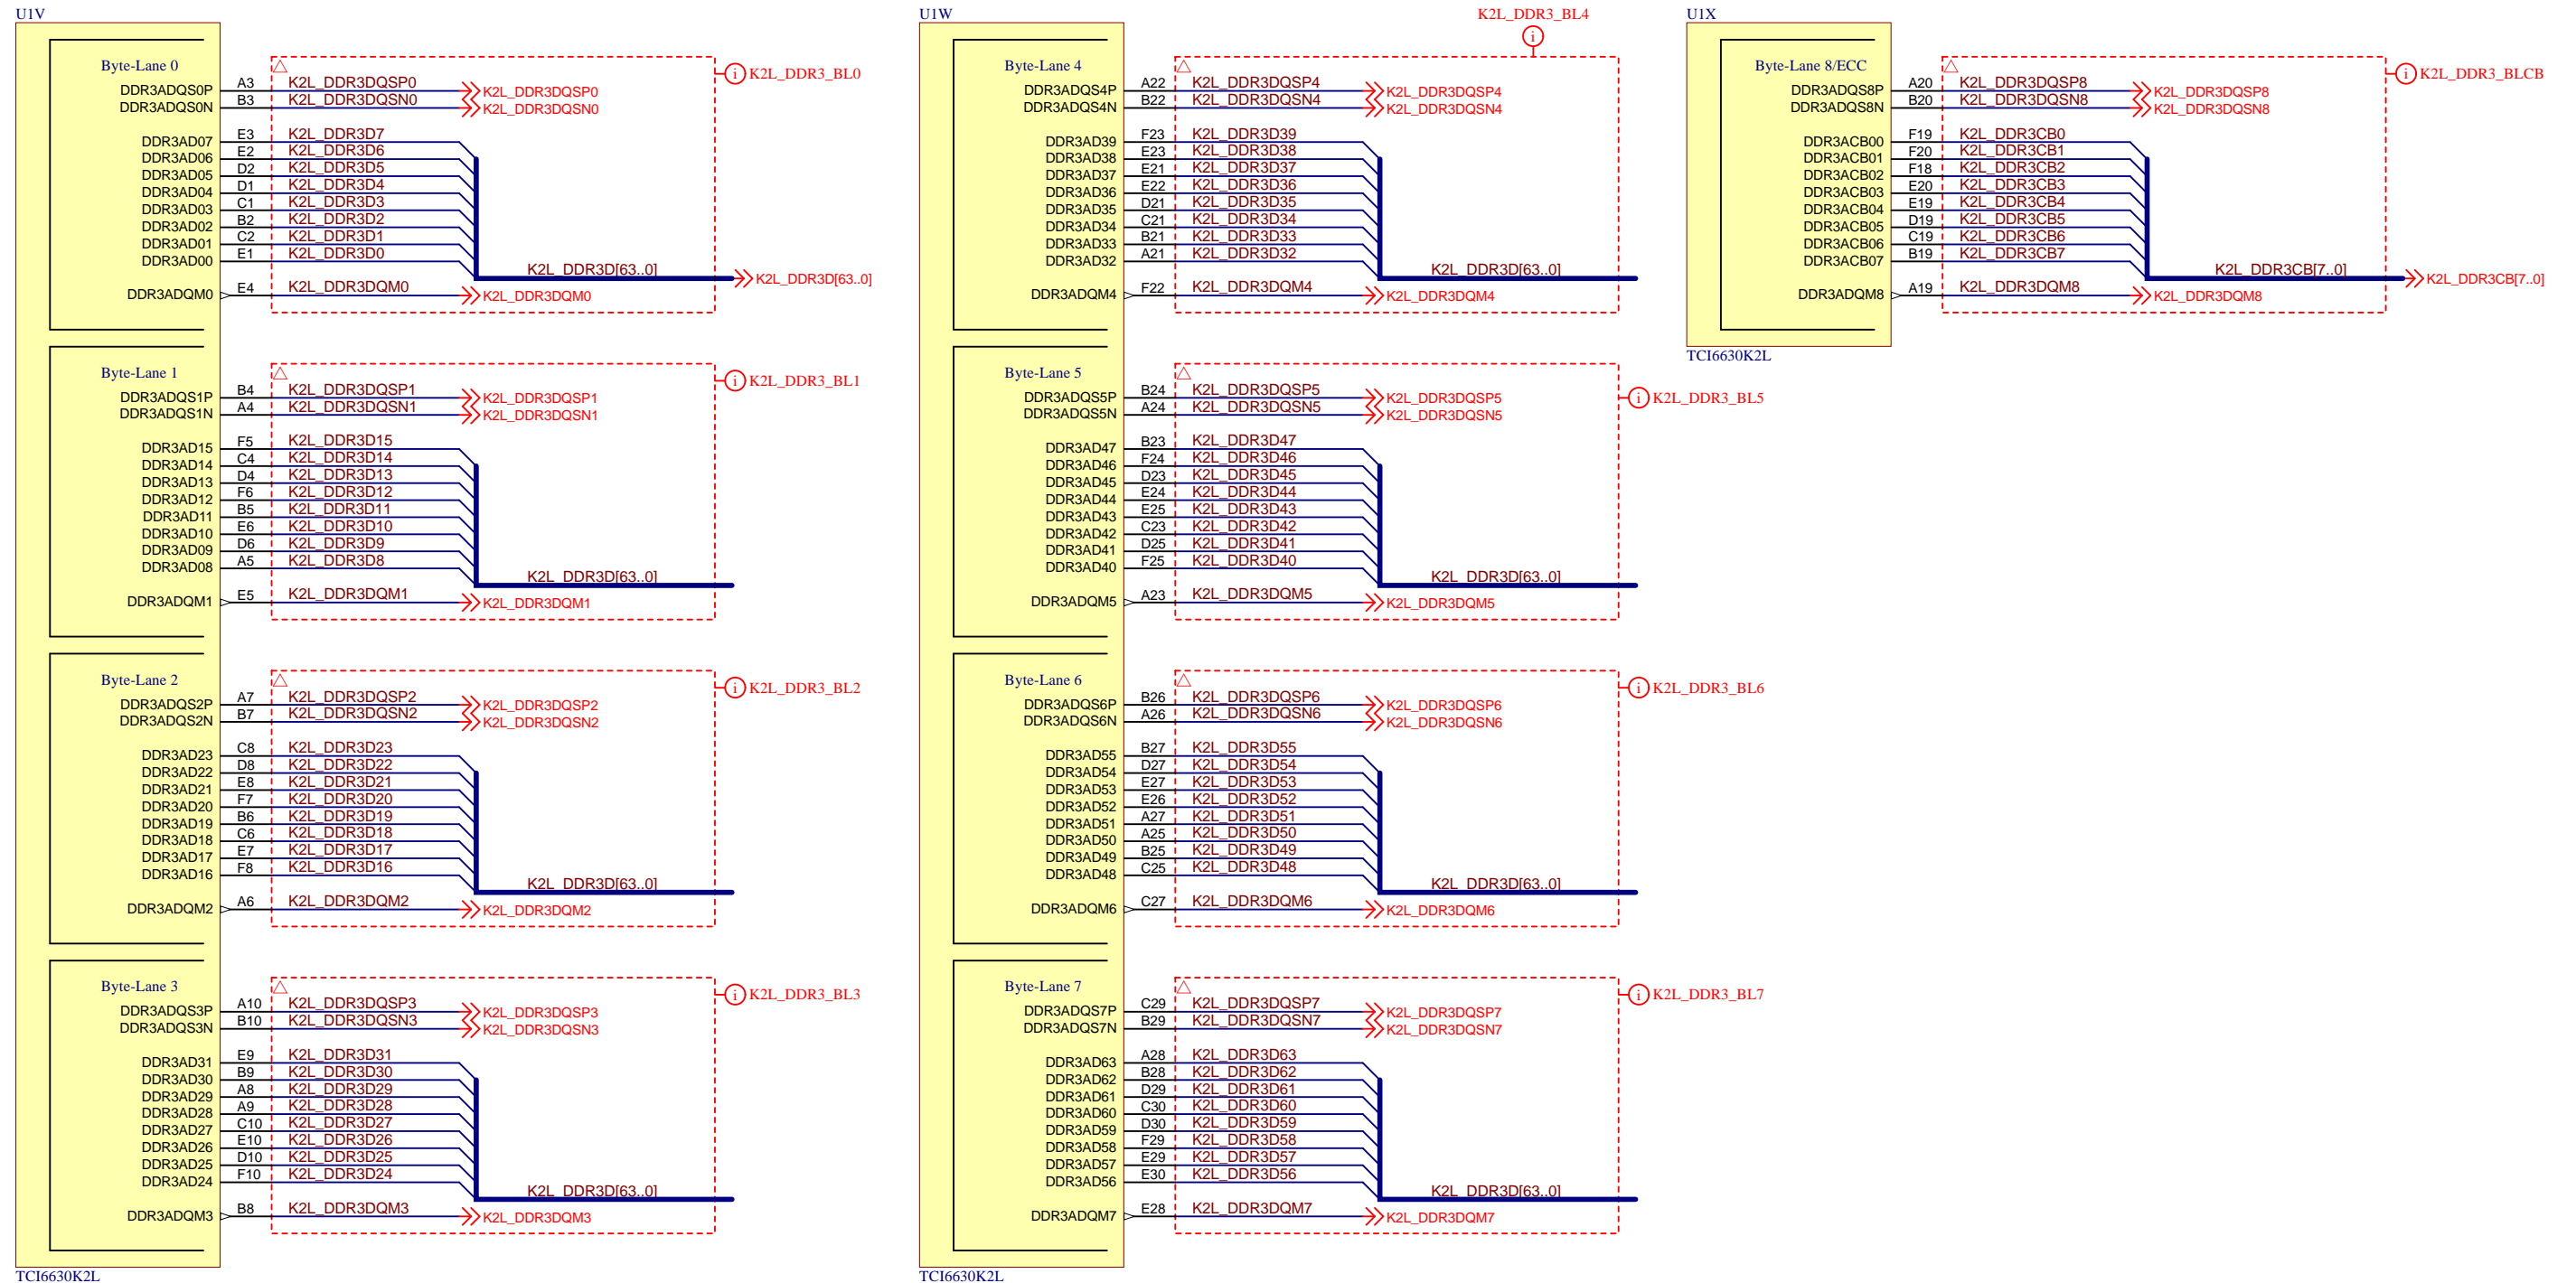 U1V
Byte-Lane 0
DDR3ADQS0P A3 K2L_DDR3DQSP0 K2L_DDR3DQSP0
DDR3ADQS0N B3 K2L_DDR3DQSN0 K2L_DDR3DQSN0
DDR3AD07 E3 K2L_DDR3D7
DDR3AD06 E2 K2L_DDR3D6
DDR3AD05 D2 K2L_DDR3D5
DDR3AD04 D1 K2L_DDR3D4
DDR3AD03 C1 K2L_DDR3D3
DDR3AD02 B2 K2L_DDR3D2
DDR3AD01 C2 K2L_DDR3D1
DDR3AD00 E1 K2L_DDR3D0
K2L_DDR3D[63..0] K2L_DDR3D[63..0]
DDR3ADQM0 E4 K2L_DDR3DQM0 K2L_DDR3DQM0
i K2L_DDR3_BL0
Byte-Lane 1
DDR3ADQS1P B4 K2L_DDR3DQSP1 K2L_DDR3DQSP1
DDR3ADQS1N A4 K2L_DDR3DQSN1 K2L_DDR3DQSN1
DDR3AD15 F5 K2L_DDR3D15
DDR3AD14 C4 K2L_DDR3D14
DDR3AD13 D4 K2L_DDR3D13
DDR3AD12 F6 K2L_DDR3D12
DDR3AD11 B5 K2L_DDR3D11
DDR3AD10 E6 K2L_DDR3D10
DDR3AD09 D6 K2L_DDR3D9
DDR3AD08 A5 K2L_DDR3D8
K2L_DDR3D[63..0]
DDR3ADQM1 E5 K2L_DDR3DQM1 K2L_DDR3DQM1
i K2L_DDR3_BL1
Byte-Lane 2
DDR3ADQS2P A7 K2L_DDR3DQSP2 K2L_DDR3DQSP2
DDR3ADQS2N B7 K2L_DDR3DQSN2 K2L_DDR3DQSN2
DDR3AD23 C8 K2L_DDR3D23
DDR3AD22 D8 K2L_DDR3D22
DDR3AD21 E8 K2L_DDR3D21
DDR3AD20 F7 K2L_DDR3D20
DDR3AD19 B6 K2L_DDR3D19
DDR3AD18 C6 K2L_DDR3D18
DDR3AD17 E7 K2L_DDR3D17
DDR3AD16 F8 K2L_DDR3D16
K2L_DDR3D[63..0]
DDR3ADQM2 A6 K2L_DDR3DQM2 K2L_DDR3DQM2
i K2L_DDR3_BL2
Byte-Lane 3
DDR3ADQS3P A10 K2L_DDR3DQSP3 K2L_DDR3DQSP3
DDR3ADQS3N B10 K2L_DDR3DQSN3 K2L_DDR3DQSN3
DDR3AD31 E9 K2L_DDR3D31
DDR3AD30 B9 K2L_DDR3D30
DDR3AD29 A8 K2L_DDR3D29
DDR3AD28 A9 K2L_DDR3D28
DDR3AD27 C10 K2L_DDR3D27
DDR3AD26 E10 K2L_DDR3D26
DDR3AD25 D10 K2L_DDR3D25
DDR3AD24 F10 K2L_DDR3D24
K2L_DDR3D[63..0]
DDR3ADQM3 B8 K2L_DDR3DQM3 K2L_DDR3DQM3
i K2L_DDR3_BL3
TCI6630K2L
U1W
K2L_DDR3_BL4
i
Byte-Lane 4
DDR3ADQS4P A22 K2L_DDR3DQSP4 K2L_DDR3DQSP4
DDR3ADQS4N B22 K2L_DDR3DQSN4 K2L_DDR3DQSN4
DDR3AD39 F23 K2L_DDR3D39
DDR3AD38 E23 K2L_DDR3D38
DDR3AD37 E21 K2L_DDR3D37
DDR3AD36 E22 K2L_DDR3D36
DDR3AD35 D21 K2L_DDR3D35
DDR3AD34 C21 K2L_DDR3D34
DDR3AD33 B21 K2L_DDR3D33
DDR3AD32 A21 K2L_DDR3D32
K2L_DDR3D[63..0]
DDR3ADQM4 F22 K2L_DDR3DQM4 K2L_DDR3DQM4
Byte-Lane 5
DDR3ADQS5P B24 K2L_DDR3DQSP5 K2L_DDR3DQSP5
DDR3ADQS5N A24 K2L_DDR3DQSN5 K2L_DDR3DQSN5
DDR3AD47 B23 K2L_DDR3D47
DDR3AD46 F24 K2L_DDR3D46
DDR3AD45 D23 K2L_DDR3D45
DDR3AD44 E24 K2L_DDR3D44
DDR3AD43 E25 K2L_DDR3D43
DDR3AD42 C23 K2L_DDR3D42
DDR3AD41 D25 K2L_DDR3D41
DDR3AD40 F25 K2L_DDR3D40
K2L_DDR3D[63..0]
DDR3ADQM5 A23 K2L_DDR3DQM5 K2L_DDR3DQM5
i K2L_DDR3_BL5
Byte-Lane 6
DDR3ADQS6P B26 K2L_DDR3DQSP6 K2L_DDR3DQSP6
DDR3ADQS6N A26 K2L_DDR3DQSN6 K2L_DDR3DQSN6
DDR3AD55 B27 K2L_DDR3D55
DDR3AD54 D27 K2L_DDR3D54
DDR3AD53 E27 K2L_DDR3D53
DDR3AD52 E26 K2L_DDR3D52
DDR3AD51 A27 K2L_DDR3D51
DDR3AD50 A25 K2L_DDR3D50
DDR3AD49 B25 K2L_DDR3D49
DDR3AD48 C25 K2L_DDR3D48
K2L_DDR3D[63..0]
DDR3ADQM6 C27 K2L_DDR3DQM6 K2L_DDR3DQM6
i K2L_DDR3_BL6
Byte-Lane 7
DDR3ADQS7P C29 K2L_DDR3DQSP7 K2L_DDR3DQSP7
DDR3ADQS7N B29 K2L_DDR3DQSN7 K2L_DDR3DQSN7
DDR3AD63 A28 K2L_DDR3D63
DDR3AD62 B28 K2L_DDR3D62
DDR3AD61 D29 K2L_DDR3D61
DDR3AD60 C30 K2L_DDR3D60
DDR3AD59 D30 K2L_DDR3D59
DDR3AD58 F29 K2L_DDR3D58
DDR3AD57 E29 K2L_DDR3D57
DDR3AD56 E30 K2L_DDR3D56
K2L_DDR3D[63..0]
DDR3ADQM7 E28 K2L_DDR3DQM7 K2L_DDR3DQM7
i K2L_DDR3_BL7
TCI6630K2L
U1X
Byte-Lane 8/ECC
DDR3ADQS8P A20 K2L_DDR3DQSP8 K2L_DDR3DQSP8
DDR3ADQS8N B20 K2L_DDR3DQSN8 K2L_DDR3DQSN8
DDR3ACB00 F19 K2L_DDR3CB0
DDR3ACB01 F20 K2L_DDR3CB1
DDR3ACB02 F18 K2L_DDR3CB2
DDR3ACB03 E20 K2L_DDR3CB3
DDR3ACB04 E19 K2L_DDR3CB4
DDR3ACB05 D19 K2L_DDR3CB5
DDR3ACB06 C19 K2L_DDR3CB6
DDR3ACB07 B19 K2L_DDR3CB7
K2L_DDR3CB[7..0] K2L_DDR3CB[7..0]
DDR3ADQM8 A19 K2L_DDR3DQM8 K2L_DDR3DQM8
i K2L_DDR3_BLCB
TCI6630K2L